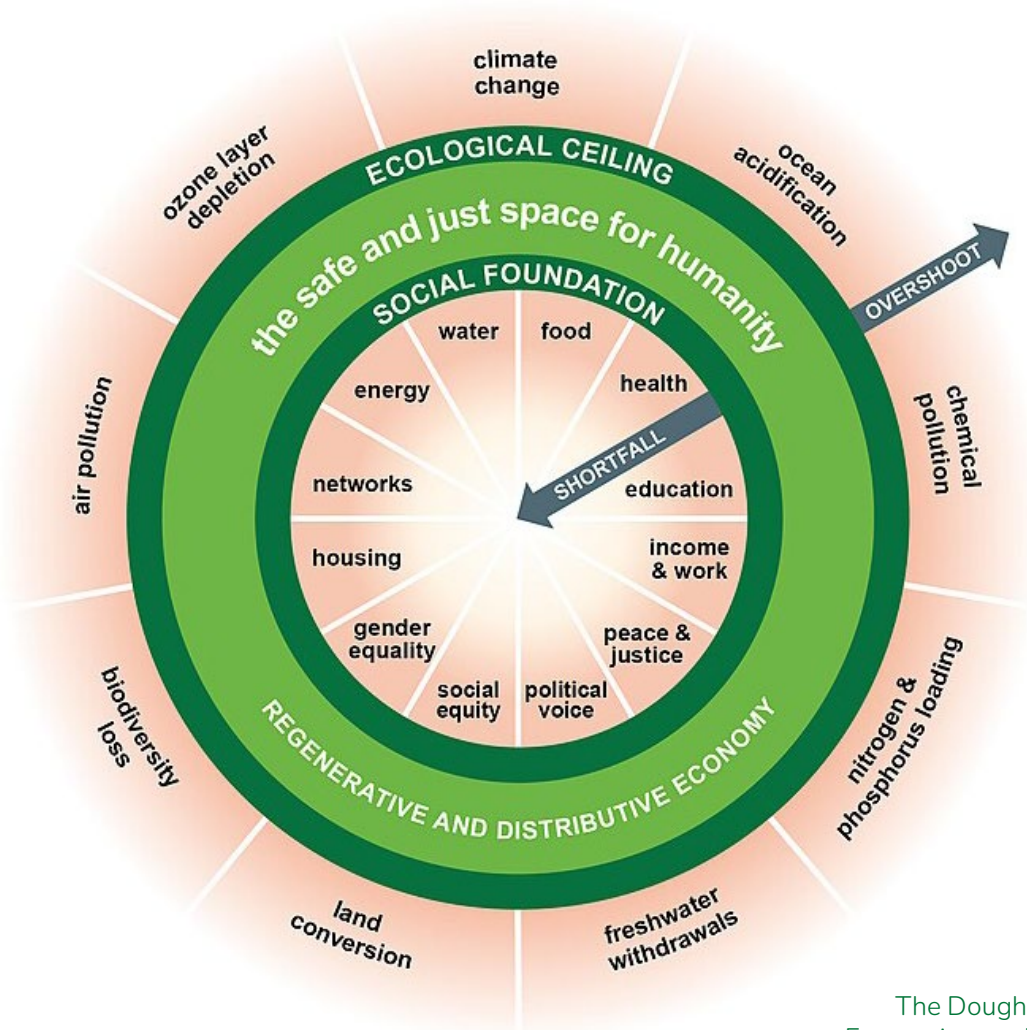 climate
change
ocean
acidification
chemical
pollution
nitrogen &
phosphorus loading
freshwater
withdrawals
land
conversion
biodiversity
loss
air pollution
ozone layer
depletion
ECOLOGICAL CEILING
the safe and just space for humanity
SOCIAL FOUNDATION
OVERSHOOT
water
food
health
SHORTFALL
education
income
& work
peace &
justice
political
voice
social
equity
gender
equality
housing
networks
energy
REGENERATIVE AND DISTRIBUTIVE ECONOMY
The Dough